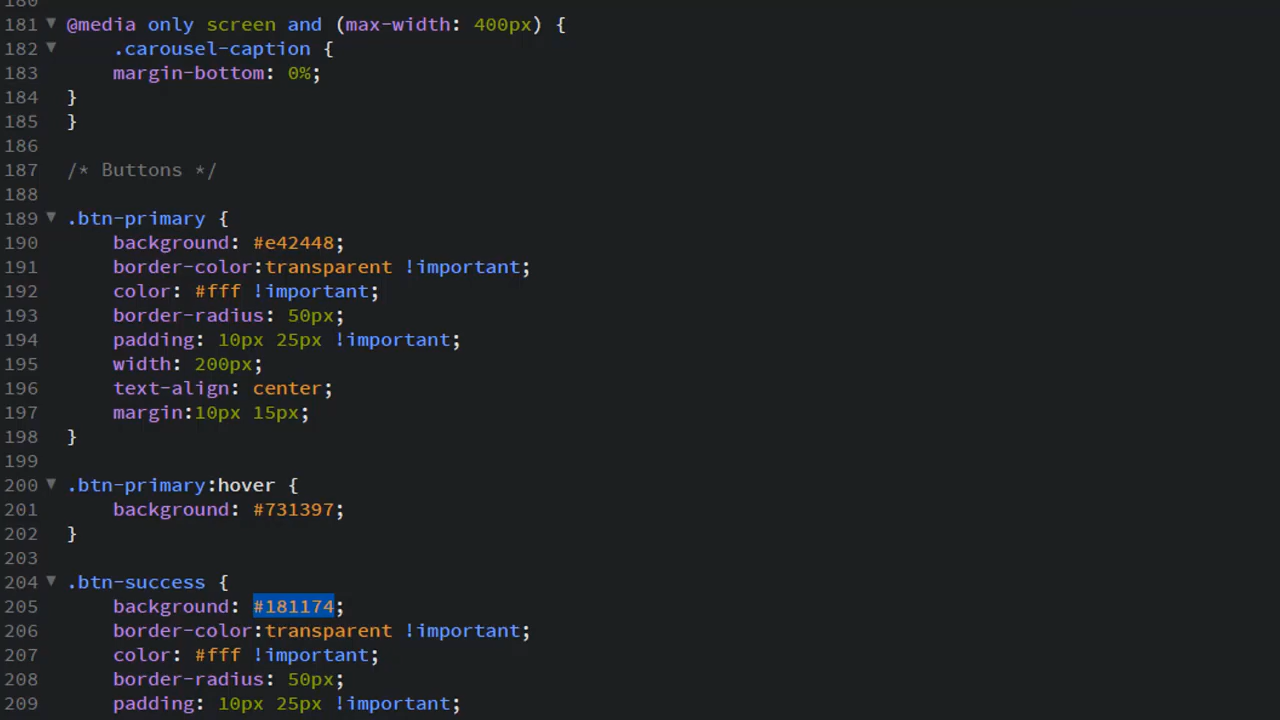 180
181 @media only screen and (max-width: 400px) {
182 .carousel-caption {
183 margin-bottom: 0%;
184 }
185 }
186
187 /* Buttons */
188
189 .btn-primary {
190 background: #e42448;
191 border-color:transparent !important;
192 color: #fff !important;
193 border-radius: 50px;
194 padding: 10px 25px !important;
195 width: 200px;
196 text-align: center;
197 margin:10px 15px;
198 }
199
200 .btn-primary:hover {
201 background: #731397;
202 }
203
204 .btn-success {
205 background: #181174;
206 border-color:transparent !important;
207 color: #fff !important;
208 border-radius: 50px;
209 padding: 10px 25px !important;